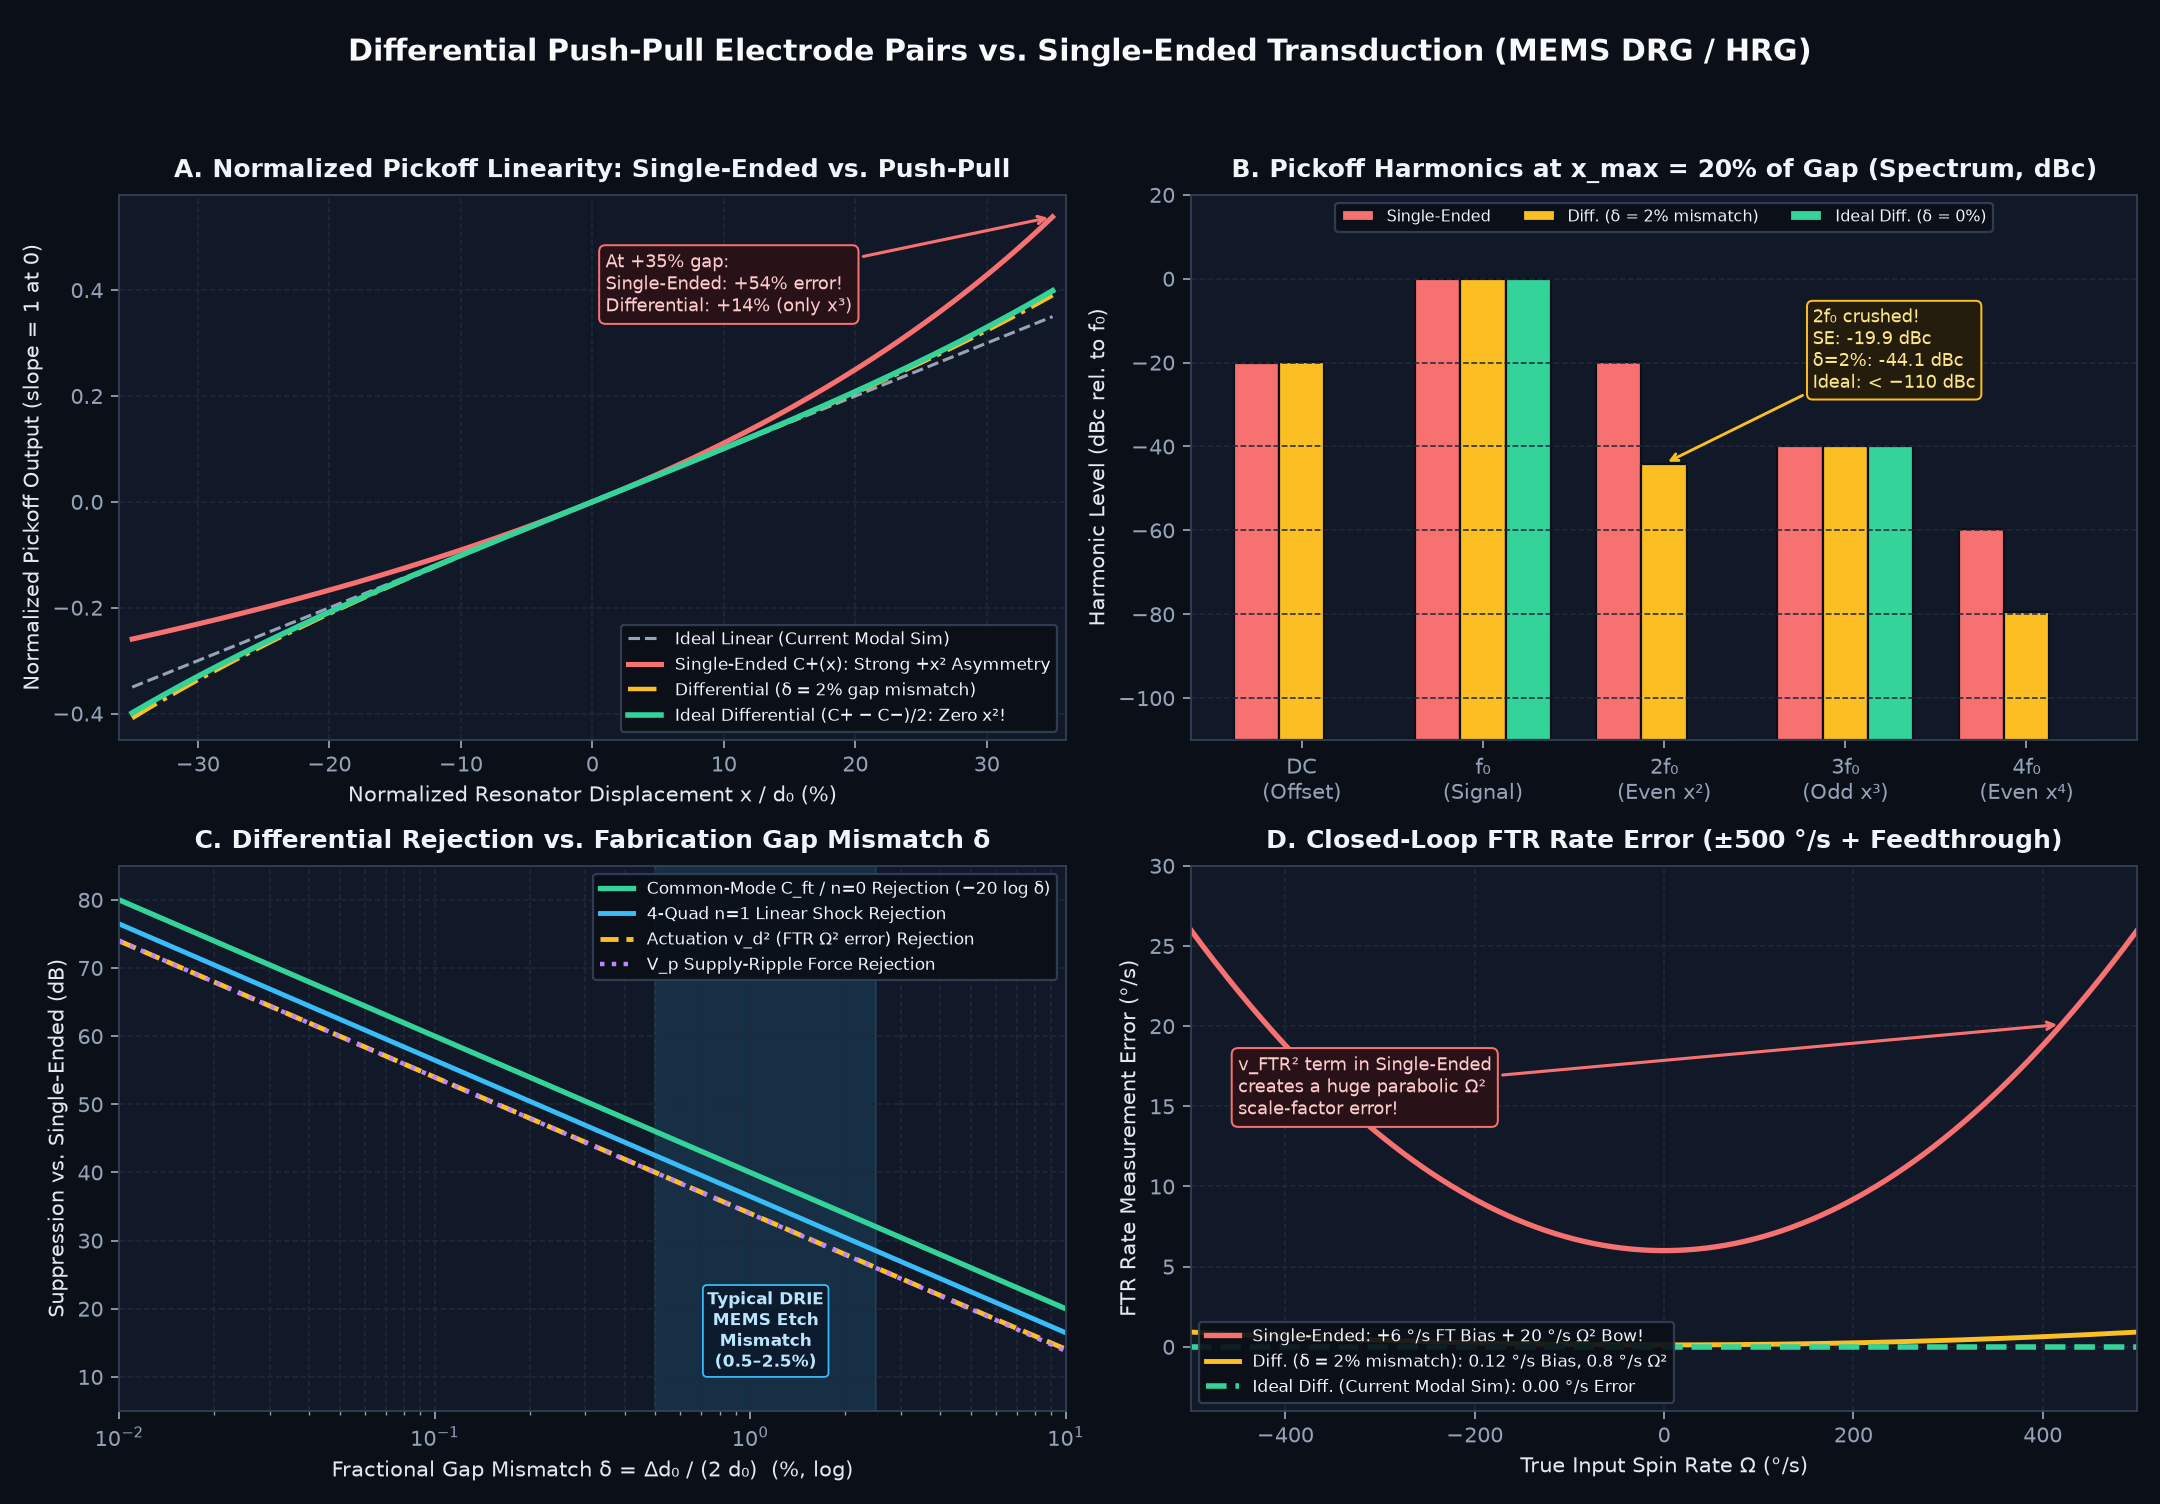 Differential Push-Pull Electrode Pairs vs. Single-Ended Transduction (MEMS DRG / HRG)
A. Normalized Pickoff Linearity: Single-Ended vs. Push-Pull
Normalized Pickoff Output (slope = 1 at 0)
0.4
0.2
0.0
−0.2
−0.4
At +35% gap:
Single-Ended: +54% error!
Differential: +14% (only x³)
Ideal Linear (Current Modal Sim)
Single-Ended C+(x): Strong +x² Asymmetry
Differential (δ = 2% gap mismatch)
Ideal Differential (C+ − C−)/2: Zero x²!
−30
−20
−10
0
10
20
30
Normalized Resonator Displacement x / d₀ (%)
B. Pickoff Harmonics at x_max = 20% of Gap (Spectrum, dBc)
Harmonic Level (dBc rel. to f₀)
20
0
−20
−40
−60
−80
−100
Single-Ended
Diff. (δ = 2% mismatch)
Ideal Diff. (δ = 0%)
2f₀ crushed!
SE: -19.9 dBc
δ=2%: -44.1 dBc
Ideal: < −110 dBc
DC
(Offset)
f₀
(Signal)
2f₀
(Even x²)
3f₀
(Odd x³)
4f₀
(Even x⁴)
C. Differential Rejection vs. Fabrication Gap Mismatch δ
Suppression vs. Single-Ended (dB)
80
70
60
50
40
30
20
10
Common-Mode C_ft / n=0 Rejection (−20 log δ)
4-Quad n=1 Linear Shock Rejection
Actuation v_d² (FTR Ω² error) Rejection
V_p Supply-Ripple Force Rejection
Typical DRIE
MEMS Etch
Mismatch
(0.5–2.5%)
10⁻²
10⁻¹
10⁰
10¹
Fractional Gap Mismatch δ = Δd₀ / (2 d₀)  (%, log)
D. Closed-Loop FTR Rate Error (±500 °/s + Feedthrough)
FTR Rate Measurement Error (°/s)
30
25
20
15
10
5
0
v_FTR² term in Single-Ended
creates a huge parabolic Ω²
scale-factor error!
Single-Ended: +6 °/s FT Bias + 20 °/s Ω² Bow!
Diff. (δ = 2% mismatch): 0.12 °/s Bias, 0.8 °/s Ω²
Ideal Diff. (Current Modal Sim): 0.00 °/s Error
−400
−200
0
200
400
True Input Spin Rate Ω (°/s)